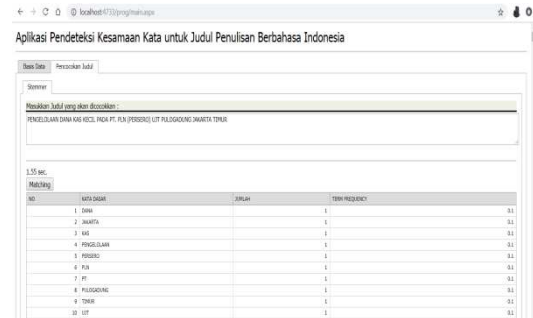 localhost:4733/prog/main.aspx
Aplikasi Pendeteksi Kesamaan Kata untuk Judul Penulisan Berbahasa Indonesia
Basis Data Pencocokan Judul
Stemmer
Masukkan Judul yang akan dicocokkan :
PENGELOLAAN DANA KAS KECIL PADA PT. PLN (PERSERO) UJT PULOGADUNG JAKARTA TIMUR
1.55 sec.
Matching
NO KATA DASAR JUMLAH TERM FREQUENCY
1 DANA 1 0.1
2 JAKARTA 1 0.1
3 KAS 1 0.1
4 PENGELOLAAN 1 0.1
5 PERSERO 1 0.1
6 PLN 1 0.1
7 PT 1 0.1
8 PULOGADUNG 1 0.1
9 TIMUR 1 0.1
10 UJT 1 0.1